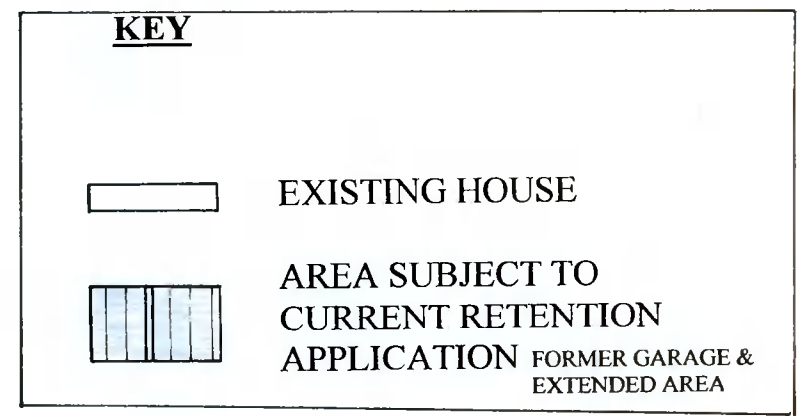 KEY
EXISTING HOUSE
AREA SUBJECT TO
CURRENT RETENTION
APPLICATION FORMER GARAGE &
EXTENDED AREA